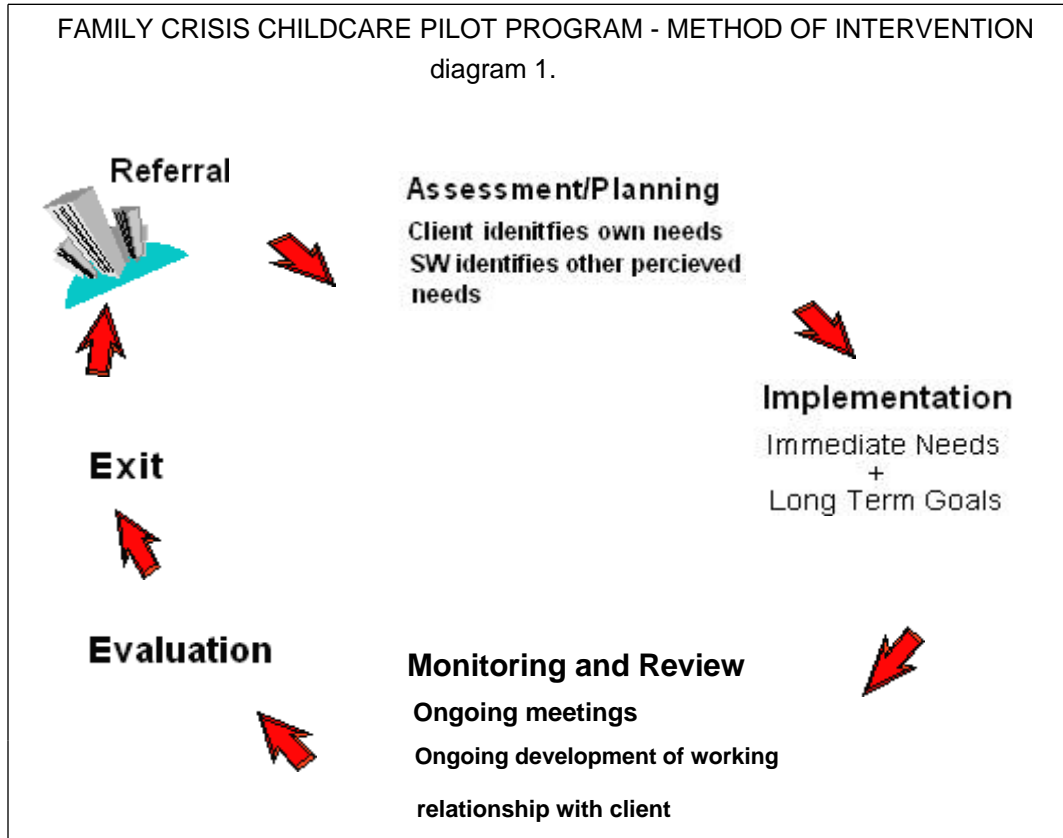 FAMILY CRISIS CHILDCARE PILOT PROGRAM - METHOD OF INTERVENTION
diagram 1.
Referral
Assessment/Planning
Client idenitfies own needs
SW identifies other percieved
needs
Implementation
Immediate Needs
+
Long Term Goals
Monitoring and Review
Ongoing meetings
Ongoing development of working
relationship with client
Evaluation
Exit